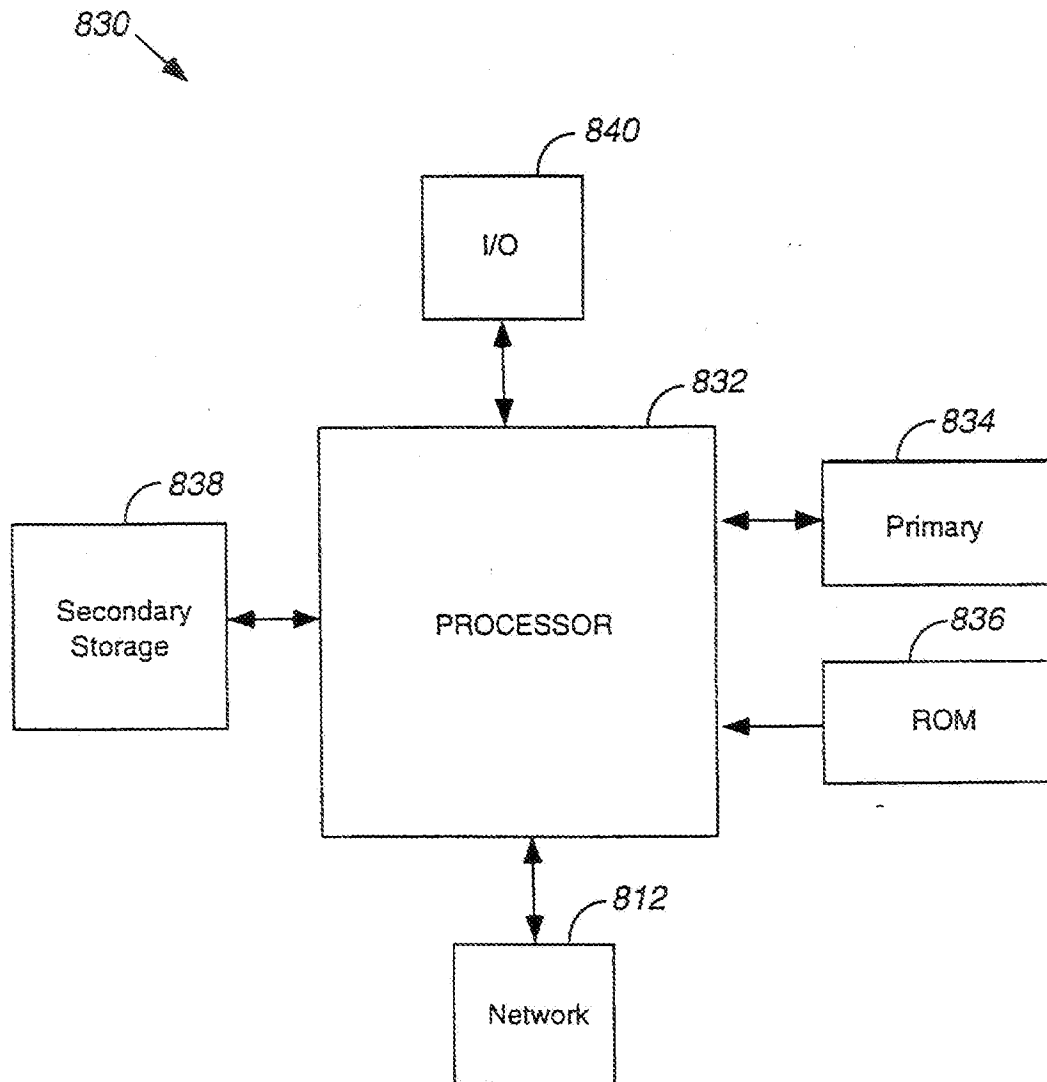 830
840
I/O
832
834
838
Primary
Secondary
Storage
PROCESSOR
836
ROM
812
Network